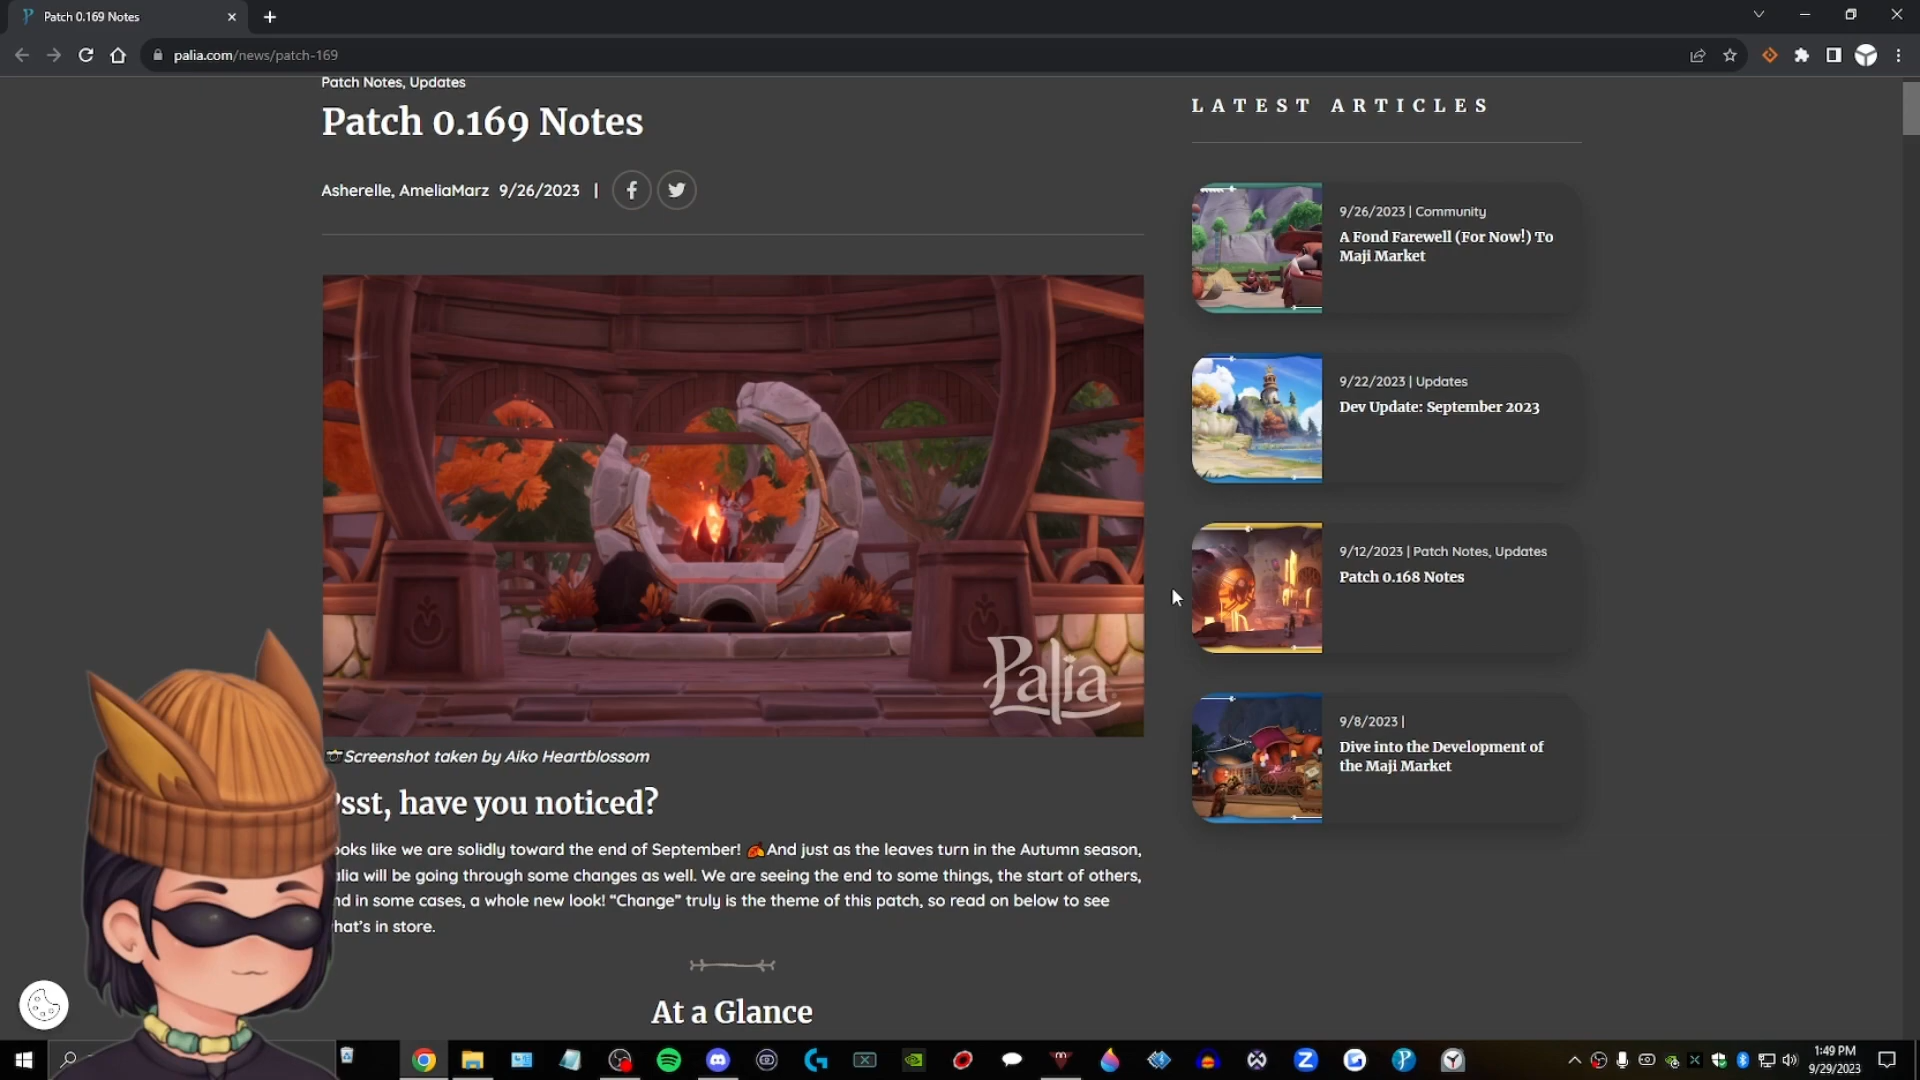 Patch 0.169 Notes
palia.com/news/patch-169
Patch Notes, Updates
Patch 0.169 Notes
Asherelle, AmeliaMarz 9/26/2023 |
Palia
Screenshot taken by Aiko Heartblossom
sst, have you noticed?
ooks like we are solidly toward the end of September! 🍂And just as the leaves turn in the Autumn season,
alia will be going through some changes as well. We are seeing the end to some things, the start of others,
nd in some cases, a whole new look! “Change” truly is the theme of this patch, so read on below to see
hat’s in store.
At a Glance
LATEST ARTICLES
9/26/2023 | Community
A Fond Farewell (For Now!) To
Maji Market
9/22/2023 | Updates
Dev Update: September 2023
9/12/2023 | Patch Notes, Updates
Patch 0.168 Notes
9/8/2023 |
Dive into the Development of
the Maji Market
1:49 PM
9/29/2023